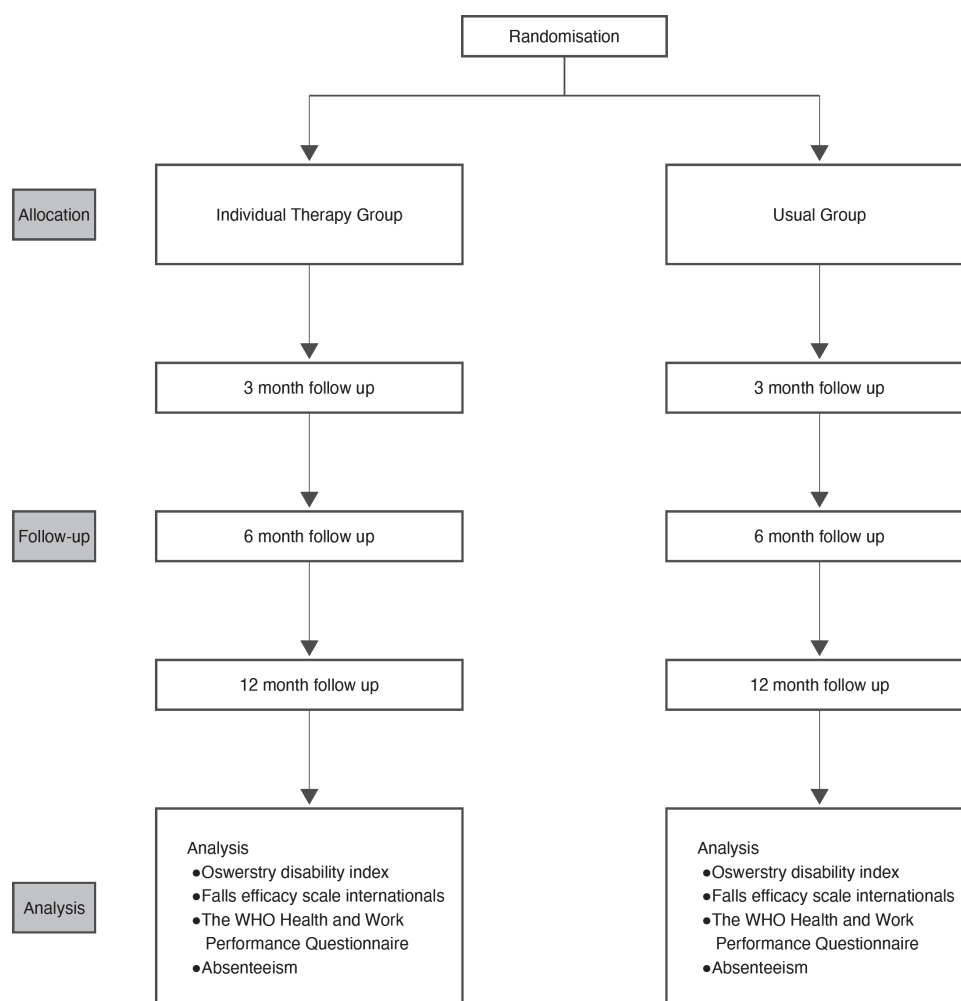 Randomisation
Allocation
Individual Therapy Group
Usual Group
3 month follow up
3 month follow up
Follow-up
6 month follow up
6 month follow up
12 month follow up
12 month follow up
Analysis
Analysis
●Oswerstry disability index
●Falls efficacy scale internationals
●The WHO Health and Work
Performance Questionnaire
●Absenteeism
Analysis
●Oswerstry disability index
●Falls efficacy scale internationals
●The WHO Health and Work
Performance Questionnaire
●Absenteeism